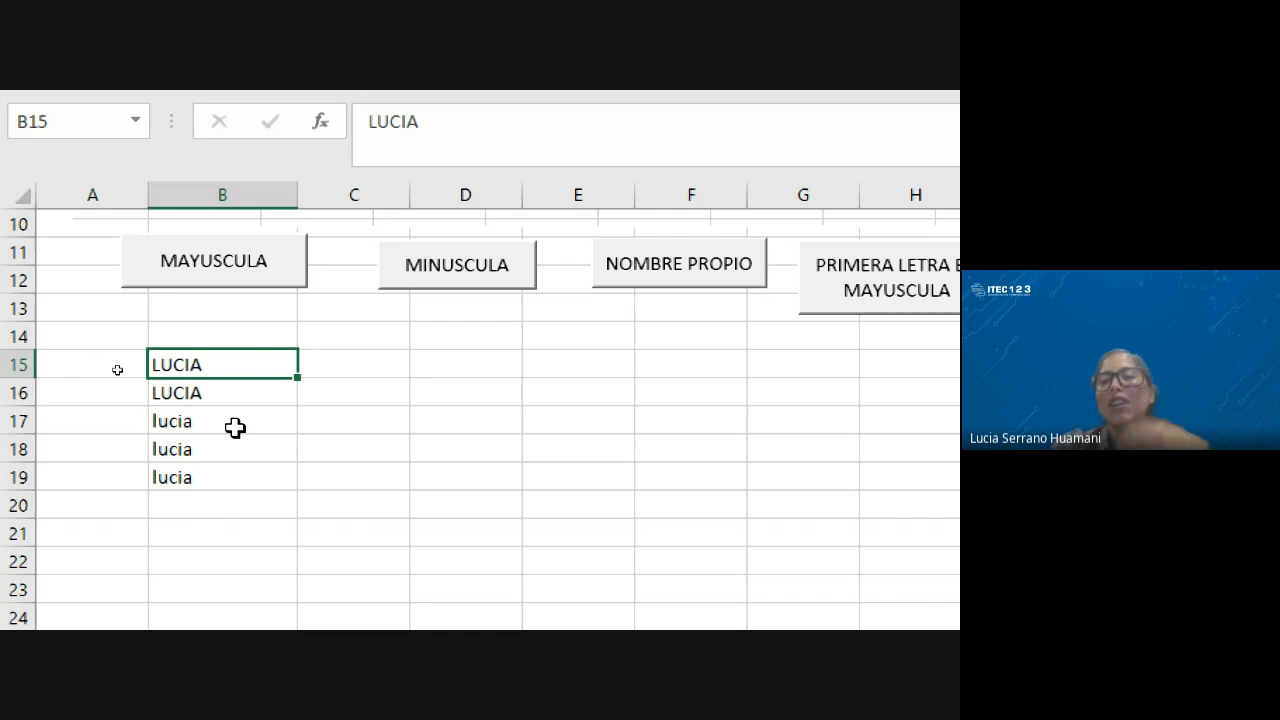 B15
fx
LUCIA
A B C D E F G H
10
11
MAYUSCULA
MINUSCULA
NOMBRE PROPIO
PRIMERA LETRA E
MAYUSCULA
12
13
14
15 LUCIA
16 LUCIA
17 lucia
18 lucia
19 lucia
20
21
22
23
24
ITEC 1 2 3
Lucia Serrano Huamani